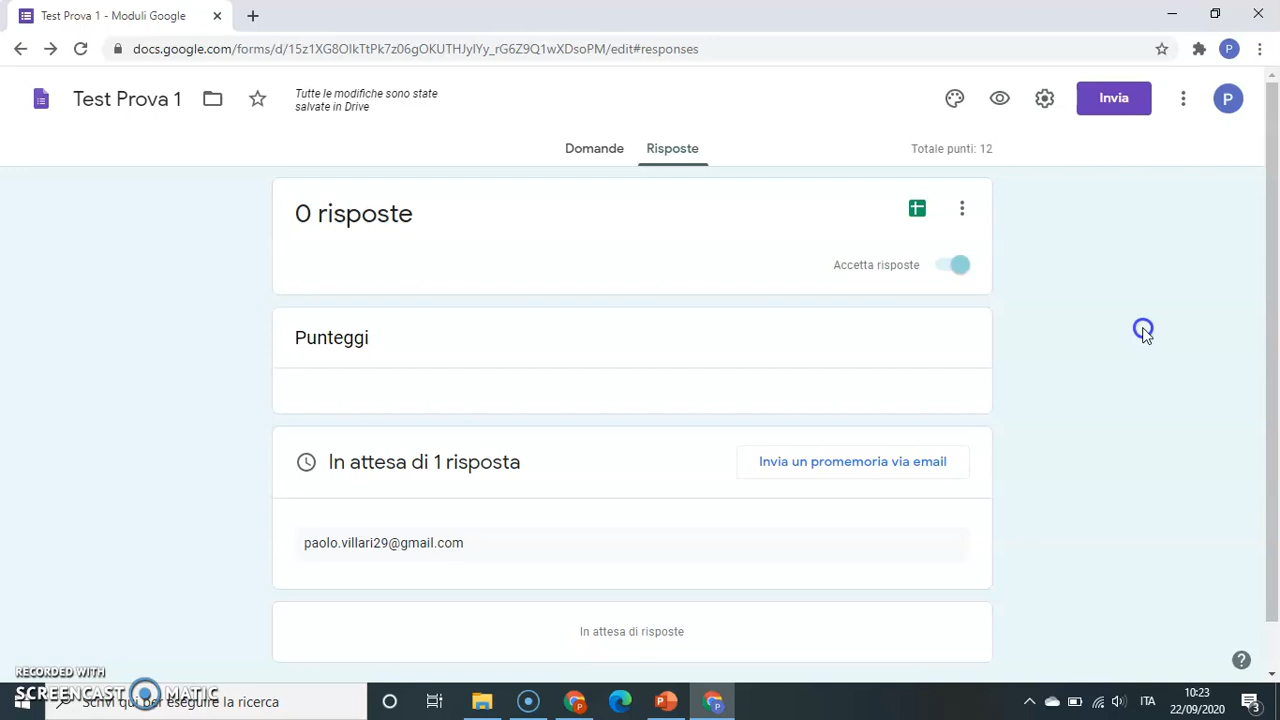 Test Prova 1 - Moduli Google
docs.google.com/forms/d/15z1XG8OlkTtPk7z06gOKUTHJyIYy_rG6Z9Q1wXDsoPM/edit#responses
P
Test Prova 1
Tutte le modifiche sono state
salvate in Drive
Invia
P
Domande
Risposte
Totale punti: 12
0 risposte
Accetta risposte
Punteggi
In attesa di 1 risposta
Invia un promemoria via email
paolo.villari29@gmail.com
In attesa di risposte
RECORDED WITH
SCREENCAST MATIC
Scrivi qui per eseguire la ricerca
ITA
10:23
22/09/2020
3